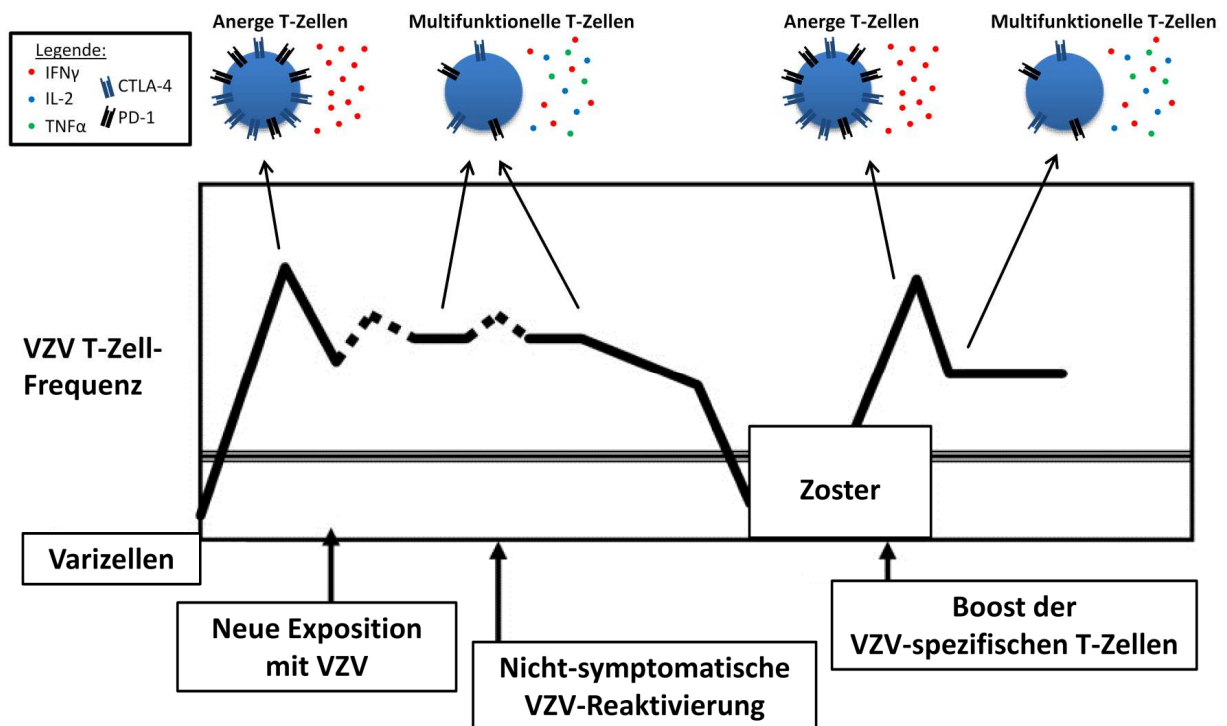 Anerge T-Zellen
Multifunktionelle T-Zellen
Anerge T-Zellen
Multifunktionelle T-Zellen
Legende:
IFNγ
IL-2
TNFα
CTLA-4
PD-1
VZV T-Zell-
Frequenz
Zoster
Varizellen
Neue Exposition
mit VZV
Nicht-symptomatische
VZV-Reaktivierung
Boost der
VZV-spezifischen T-Zellen